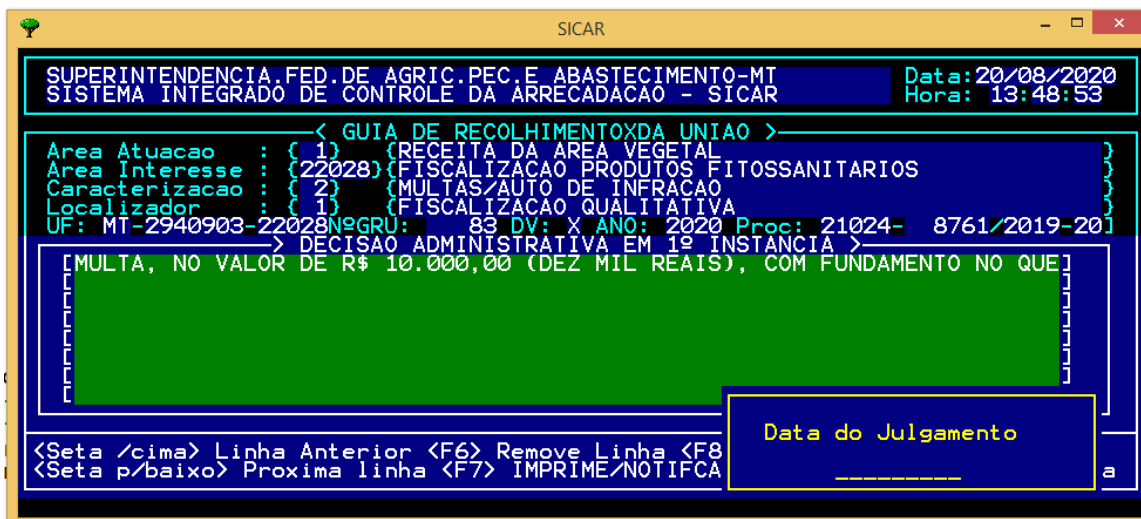 SICAR
SUPERINTENDENCIA.FED.DE AGRIC.PEC.E ABASTECIMENTO-MT Data:20/08/2020
SISTEMA INTEGRADO DE CONTROLE DA ARRECADACAO - SICAR Hora: 13:48:53
< GUIA DE RECOLHIMENTOXDA UNIAO >
Area Atuacao : { 1} {RECEITA DA AREA VEGETAL }
Area Interesse : {22028}{FISCALIZACAO PRODUTOS FITOSSANITARIOS }
Caracterizacao : { 2} {MULTAS/AUTO DE INFRACAO }
Localizador : { 1} {FISCALIZACAO QUALITATIVA }
UF: MT-2940903-22028NºGRU: 83 DV: X ANO: 2020 Proc: 21024- 8761/2019-20]
> DECISAO ADMINISTRATIVA EM 1º INSTANCIA >
[MULTA, NO VALOR DE R$ 10.000,00 (DEZ MIL REAIS), COM FUNDAMENTO NO QUE]
Data do Julgamento
_________
<Seta /cima> Linha Anterior <F6> Remove Linha <F8
<Seta p/baixo> Proxima linha <F7> IMPRIME/NOTIFCA a